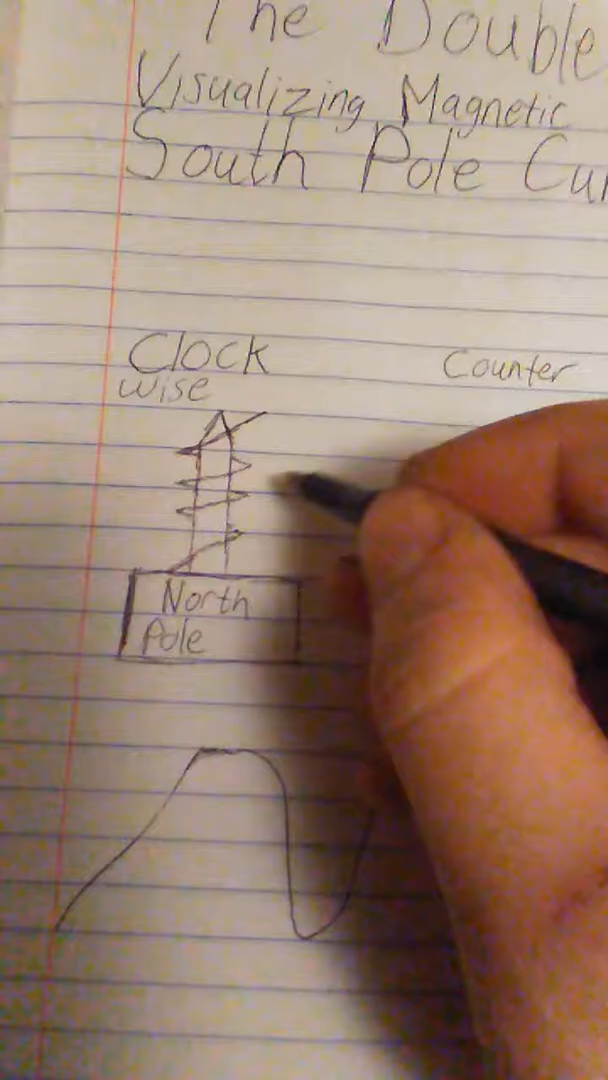 The Double
Visualizing Magnetic
South Pole
Clock
wise
Counter
North
Pole